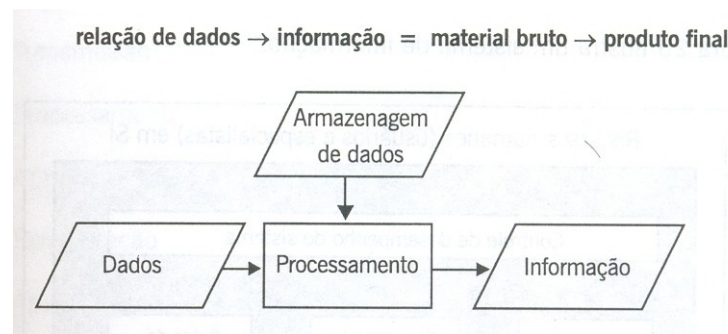 relação de dados → informação = material bruto → produto final
Armazenagem
de dados
Dados
Processamento
Informação